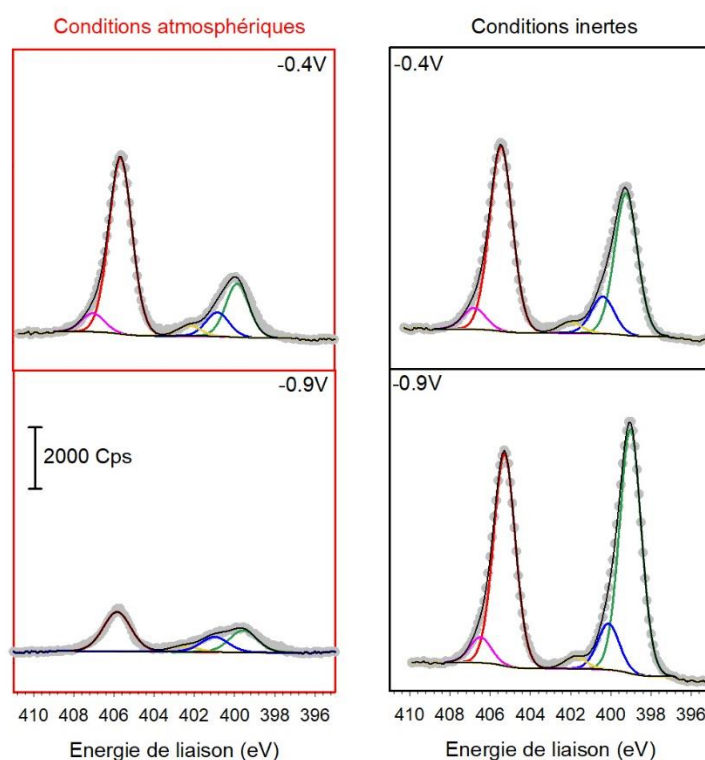 Conditions atmosphériques
Conditions inertes
-0.4V
-0.4V
-0.9V
-0.9V
2000 Cps
410 408 406 404 402 400 398 396
410 408 406 404 402 400 398 396
Energie de liaison (eV)
Energie de liaison (eV)